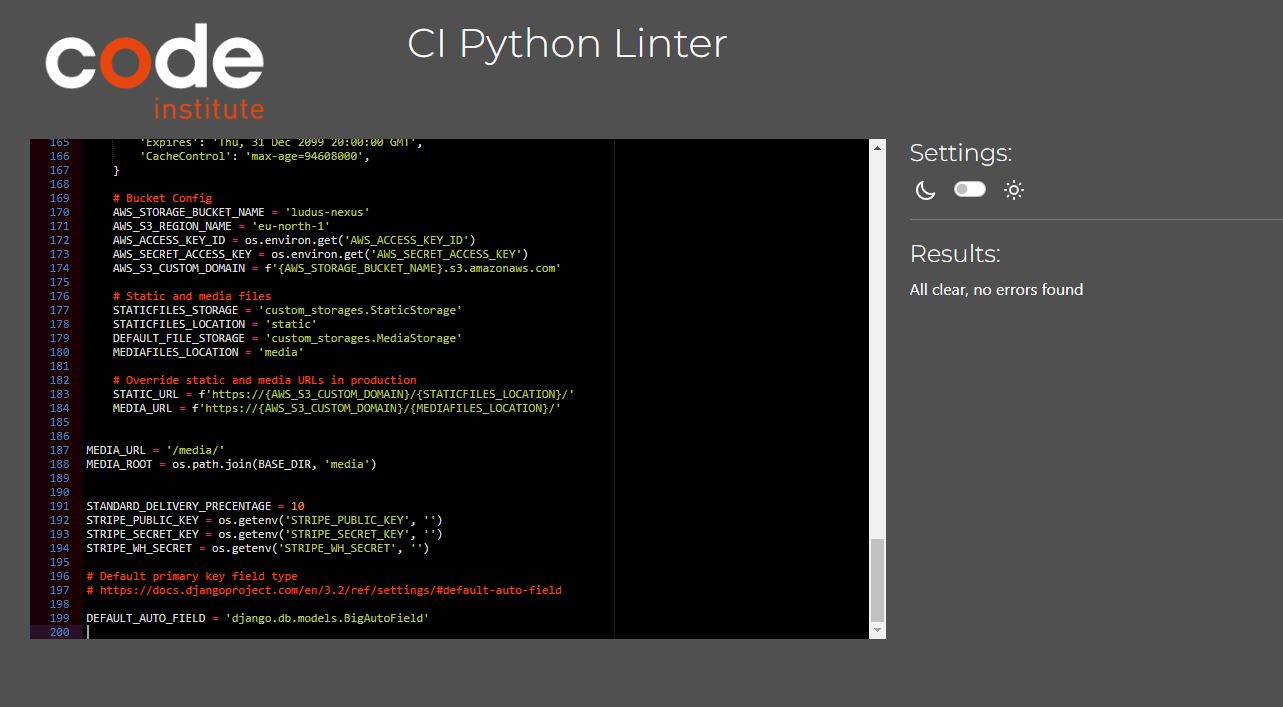 code
institute
CI Python Linter
165 'Expires': 'Thu, 31 Dec 2099 20:00:00 GMT',
166 'CacheControl': 'max-age=94608000',
167 }
168
169 # Bucket Config
170 AWS_STORAGE_BUCKET_NAME = 'ludus-nexus'
171 AWS_S3_REGION_NAME = 'eu-north-1'
172 AWS_ACCESS_KEY_ID = os.environ.get('AWS_ACCESS_KEY_ID')
173 AWS_SECRET_ACCESS_KEY = os.environ.get('AWS_SECRET_ACCESS_KEY')
174 AWS_S3_CUSTOM_DOMAIN = f'{AWS_STORAGE_BUCKET_NAME}.s3.amazonaws.com'
175
176 # Static and media files
177 STATICFILES_STORAGE = 'custom_storages.StaticStorage'
178 STATICFILES_LOCATION = 'static'
179 DEFAULT_FILE_STORAGE = 'custom_storages.MediaStorage'
180 MEDIAFILES_LOCATION = 'media'
181
182 # Override static and media URLs in production
183 STATIC_URL = f'https://{AWS_S3_CUSTOM_DOMAIN}/{STATICFILES_LOCATION}/'
184 MEDIA_URL = f'https://{AWS_S3_CUSTOM_DOMAIN}/{MEDIAFILES_LOCATION}/'
185
186
187 MEDIA_URL = '/media/'
188 MEDIA_ROOT = os.path.join(BASE_DIR, 'media')
189
190
191 STANDARD_DELIVERY_PRECENTAGE = 10
192 STRIPE_PUBLIC_KEY = os.getenv('STRIPE_PUBLIC_KEY', '')
193 STRIPE_SECRET_KEY = os.getenv('STRIPE_SECRET_KEY', '')
194 STRIPE_WH_SECRET = os.getenv('STRIPE_WH_SECRET', '')
195
196 # Default primary key field type
197 # https://docs.djangoproject.com/en/3.2/ref/settings/#default-auto-field
198
199 DEFAULT_AUTO_FIELD = 'django.db.models.BigAutoField'
200
Settings:
Results:
All clear, no errors found